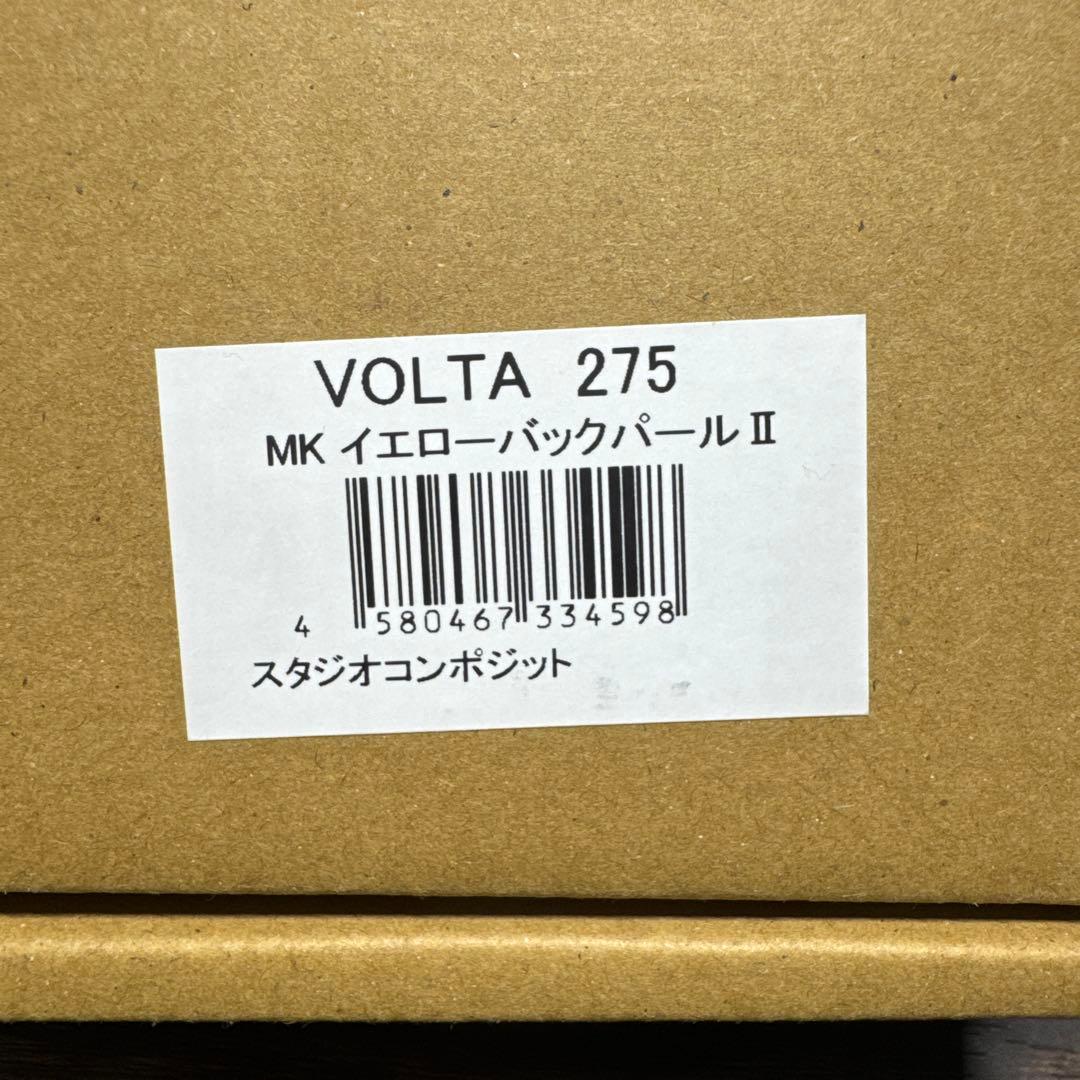 VOLTA 275
MK イエローバックパールⅡ
4 580467 334598
スタジオコンポジット